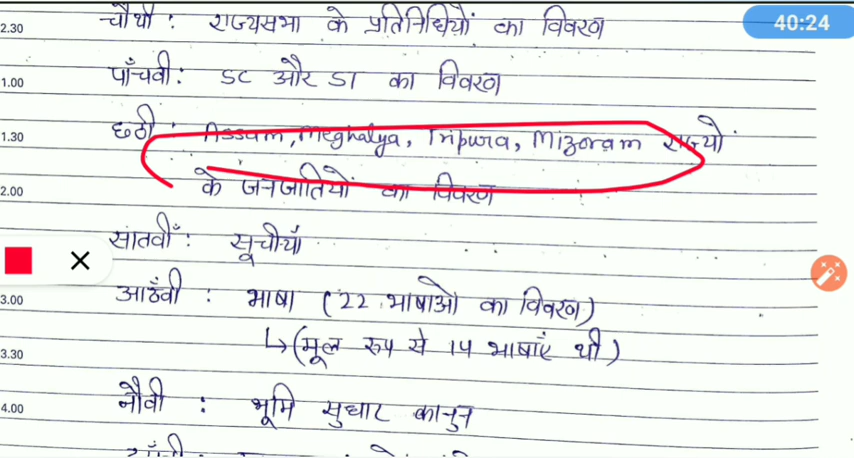 40:24
2.30 चौथी : राज्यसभा के प्रतिनिधियों का विवरण
1.00 पाँचवी : SC और ST का विवरण
1.30 छठी : Assam, Meghalya, Tripura, Mizoram राज्यों
2.00 के जनजातियों का विवरण
सातवीँ : सूचीयाँ
3.00 आठँवी : भाषा (22 भाषाओं का विवरण)
3.30 ↳ (मूल रूप से 14 भाषाएं थी)
4.00 नौवी : भूमि सुधार कानुन